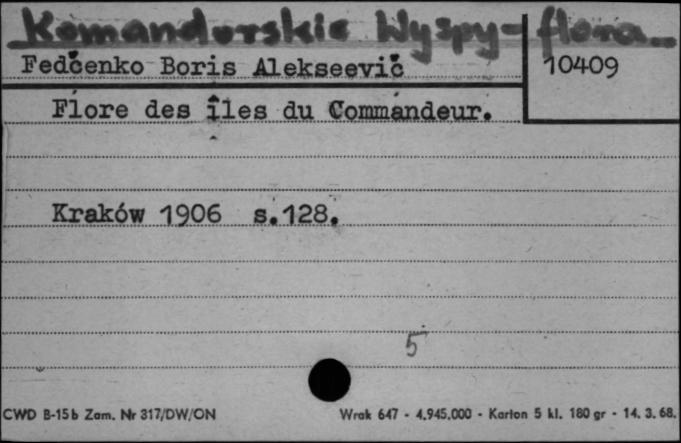 Komandorskie Wyspy - flora
Fedčenko Boris Alekseevič
10409
Flore des îles du Commandeur.
Kraków 1906 s.128.
5
CWD B-15b Zam. Nr 317/DW/ON
Wrak 647 - 4.945.000 - Karton 5 kl. 180 gr - 14. 3. 68.